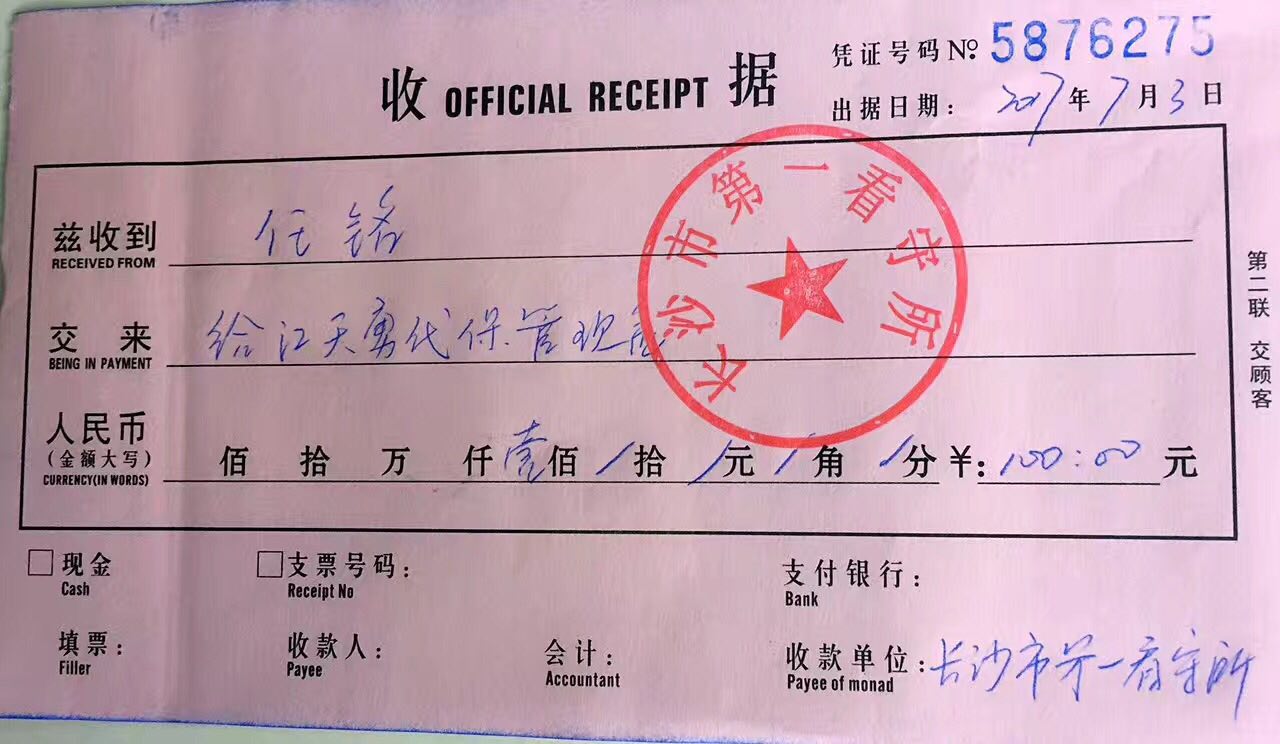 收 OFFICIAL RECEIPT 据
凭证号码 №: 5876275
出据日期: 2017年7月3日
兹收到 任铭
RECEIVED FROM
交来 给江天勇代保管现金
BEING IN PAYMENT
人民币
(金额大写) 佰 拾 万 仟壹佰/拾/元/角/分¥:100:00元
CURRENCY(IN WORDS)
长沙市第一看守所
第二联 交顾客
□现金 □支票号码: 支付银行:
Cash Receipt No Bank
填票: 收款人: 会计: 收款单位:长沙市第一看守所
Filler Payee Accountant Payee of monad